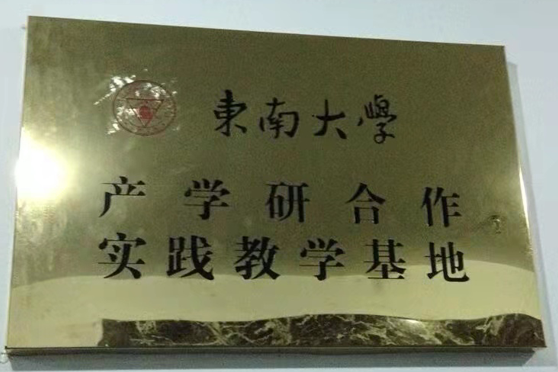 東南大學
产学研合作
实践教学基地